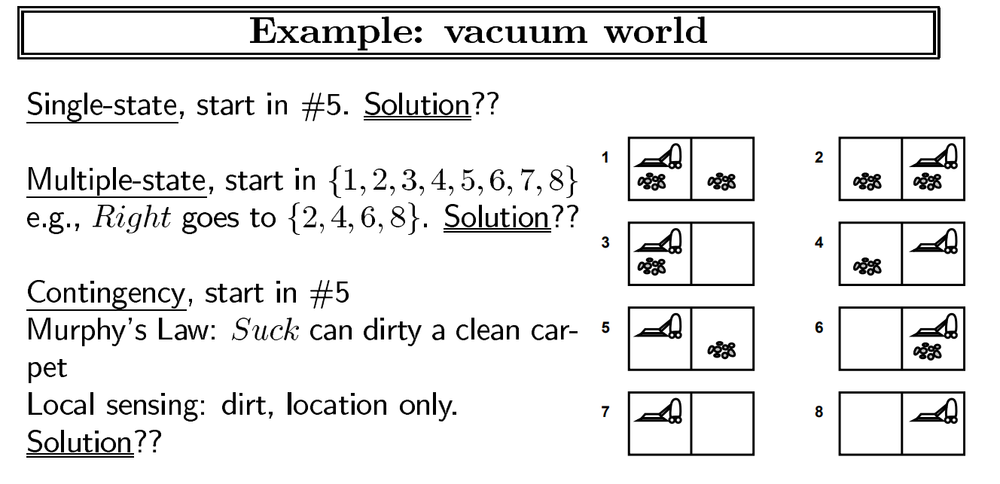 Example: vacuum world
Single-state, start in #5. Solution??
Multiple-state, start in {1, 2, 3, 4, 5, 6, 7, 8}
e.g., Right goes to {2, 4, 6, 8}. Solution??
Contingency, start in #5
Murphy's Law: Suck can dirty a clean car-
pet
Local sensing: dirt, location only.
Solution??
1 2
3 4
5 6
7 8